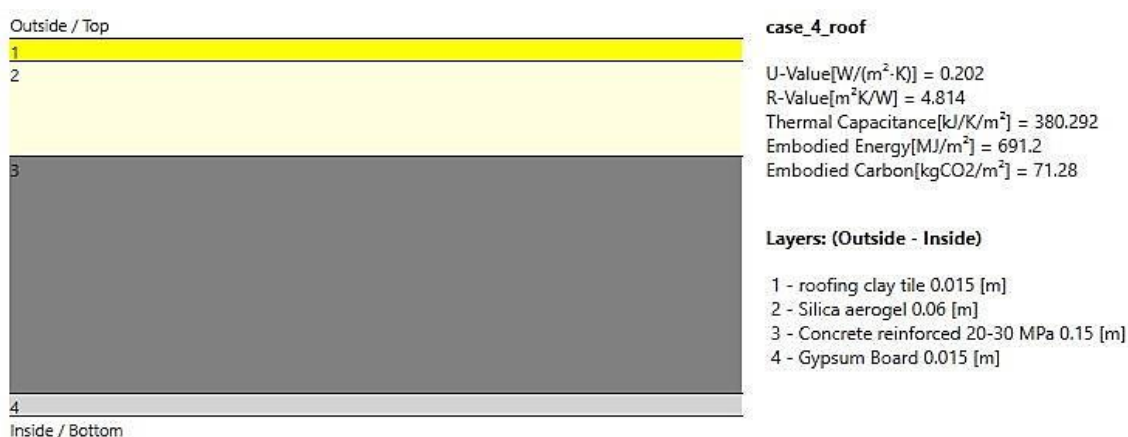 Outside / Top
1
2
3
4
Inside / Bottom
case_4_roof
U-Value[W/(m²·K)] = 0.202
R-Value[m²K/W] = 4.814
Thermal Capacitance[kJ/K/m²] = 380.292
Embodied Energy[MJ/m²] = 691.2
Embodied Carbon[kgCO2/m²] = 71.28
Layers: (Outside - Inside)
1 - roofing clay tile 0.015 [m]
2 - Silica aerogel 0.06 [m]
3 - Concrete reinforced 20-30 MPa 0.15 [m]
4 - Gypsum Board 0.015 [m]